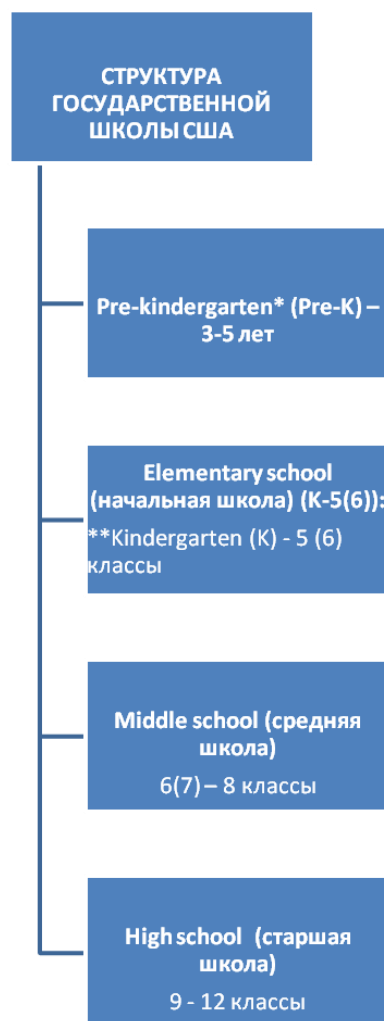 СТРУКТУРА
ГОСУДАРСТВЕННОЙ
ШКОЛЫ США
Pre-kindergarten* (Pre-K) –
3-5 лет
Elementary school
(начальная школа) (K-5(6)):
**Kindergarten (K) - 5 (6)
классы
Middle school (средняя
школа)
6(7) – 8 классы
High school (старшая
школа)
9 - 12 классы